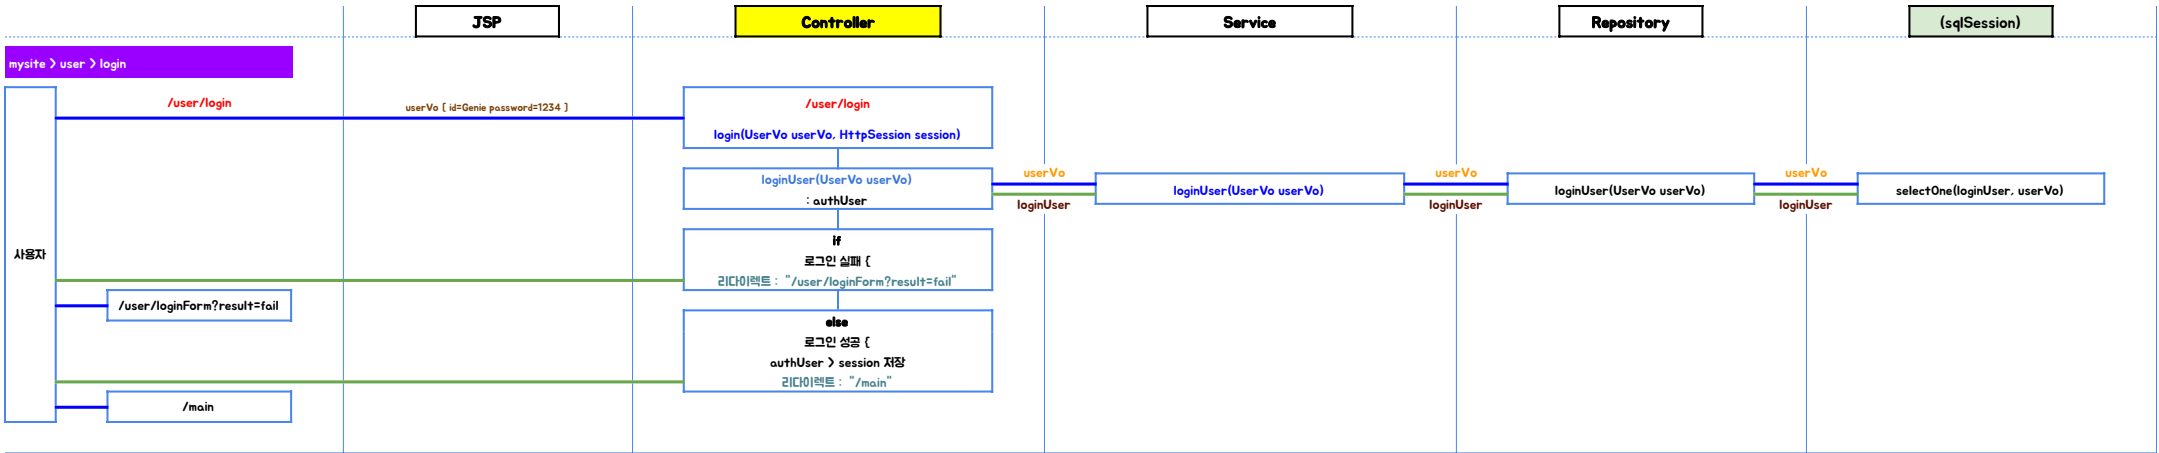 JSP
Controller
Service
Repository
(sqlSession)
mysite > user > login
사용자
/user/login
userVo [ id=Genie password=1234 ]
/user/login
login(UserVo userVo, HttpSession session)
loginUser(UserVo userVo)
: authUser
userVo
loginUser
loginUser(UserVo userVo)
userVo
loginUser
loginUser(UserVo userVo)
userVo
loginUser
selectOne(loginUser, userVo)
if
로그인 실패 {
리다이렉트 : "/user/loginForm?result=fail"
/user/loginForm?result=fail
else
로그인 성공 {
authUser > session 저장
리다이렉트 : "/main"
/main